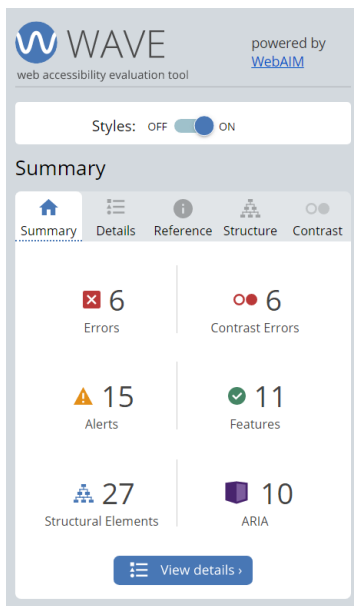 WAVE
web accessibility evaluation tool
powered by
WebAIM
Styles: OFF ON
Summary
Summary Details Reference Structure Contrast
6 6
Errors Contrast Errors
15 11
Alerts Features
27 10
Structural Elements ARIA
View details ›